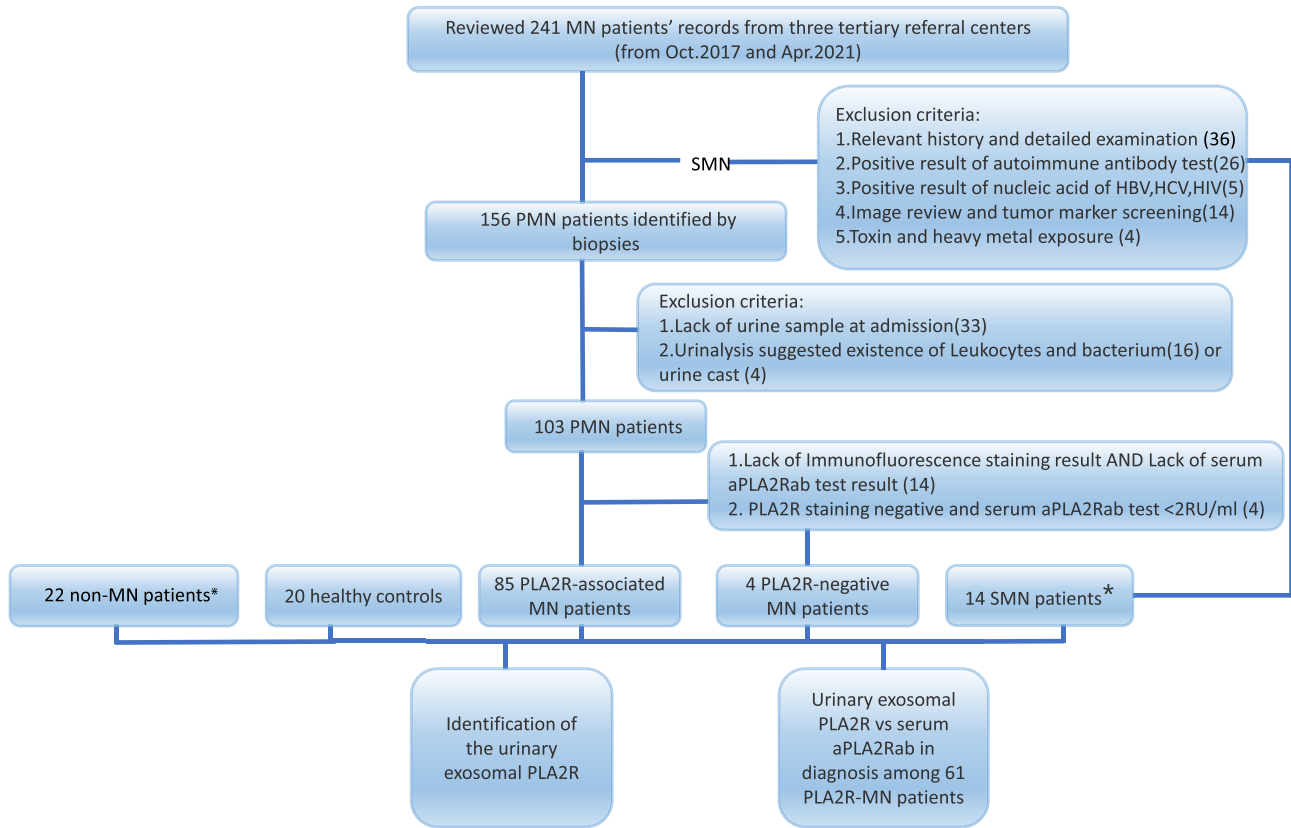 Reviewed 241 MN patients' records from three tertiary referral centers
(from Oct.2017 and Apr.2021)
Exclusion criteria:
1.Relevant history and detailed examination (36)
2.Positive result of autoimmune antibody test(26)
3.Positive result of nucleic acid of HBV,HCV,HIV(5)
4.Image review and tumor marker screening(14)
5.Toxin and heavy metal exposure (4)
SMN
156 PMN patients identified by
biopsies
Exclusion criteria:
1.Lack of urine sample at admission(33)
2.Urinalysis suggested existence of Leukocytes and bacterium(16) or
urine cast (4)
103 PMN patients
1.Lack of Immunofluorescence staining result AND Lack of serum
aPLA2Rab test result (14)
2. PLA2R staining negative and serum aPLA2Rab test <2RU/ml (4)
22 non-MN patients*
20 healthy controls
85 PLA2R-associated
MN patients
4 PLA2R-negative
MN patients
14 SMN patients*
Identification of
the urinary
exosomal PLA2R
Urinary exosomal
PLA2R vs serum
aPLA2Rab in
diagnosis among 61
PLA2R-MN patients